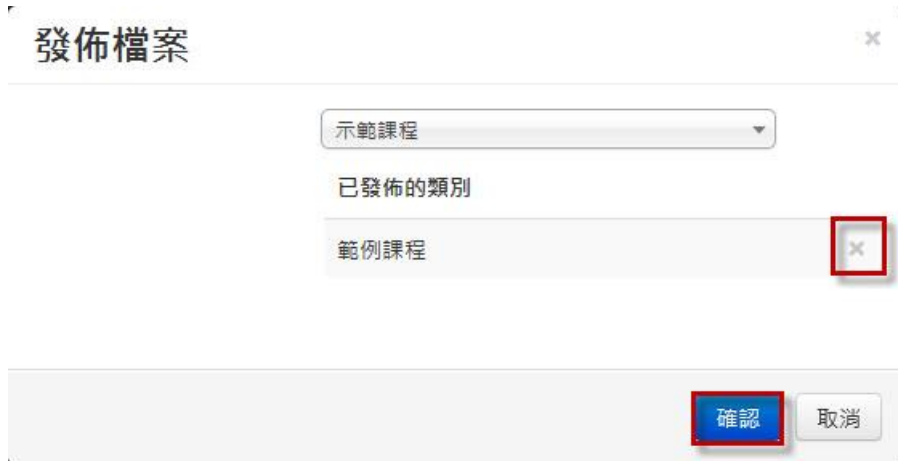 發佈檔案
示範課程
已發佈的類別
範例課程
確認 取消